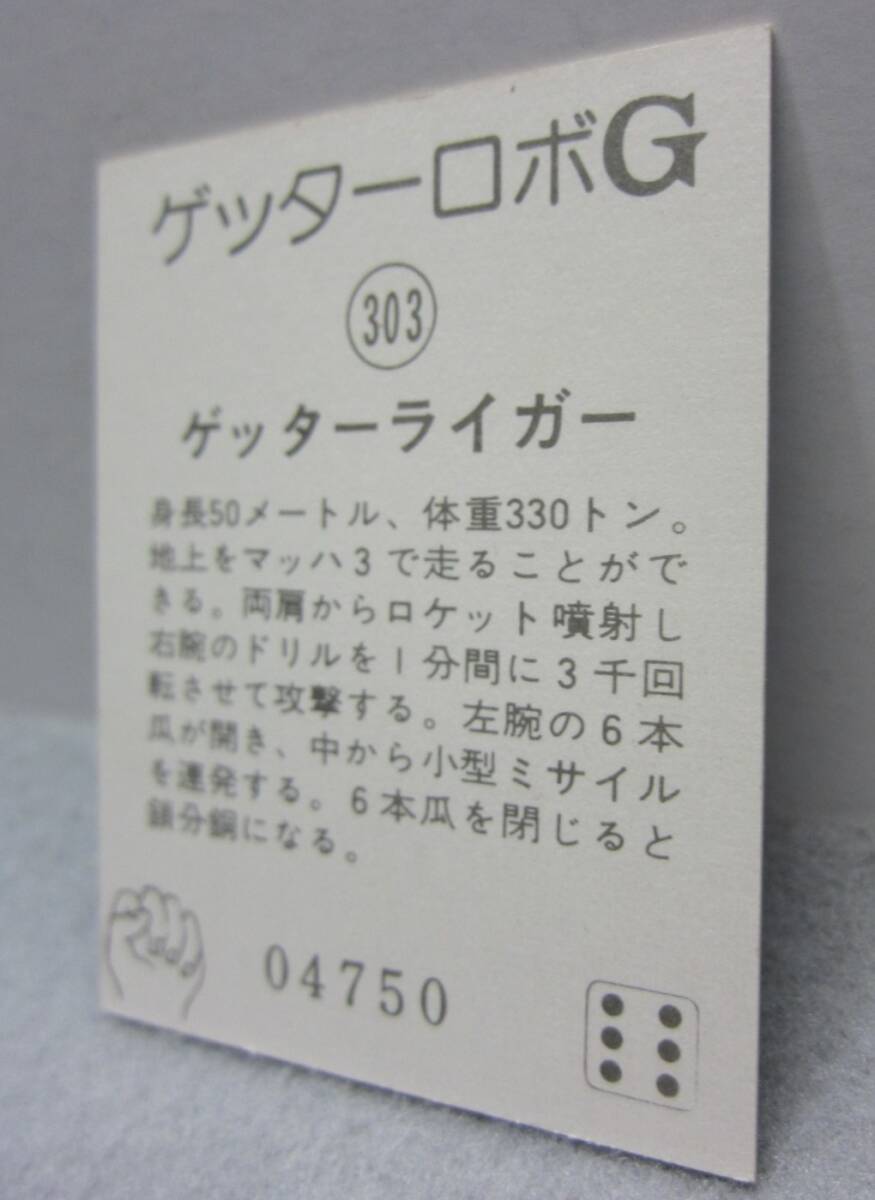 ゲッターロボG
303
ゲッターライガー
身長50メートル、体重330トン。
地上をマッハ3で走ることがで
きる。両肩からロケット噴射し
右腕のドリルを1分間に3千回
転させて攻撃する。左腕の6本
瓜が開き、中から小型ミサイル
を連発する。6本瓜を閉じると
鎖分銅になる。
04750